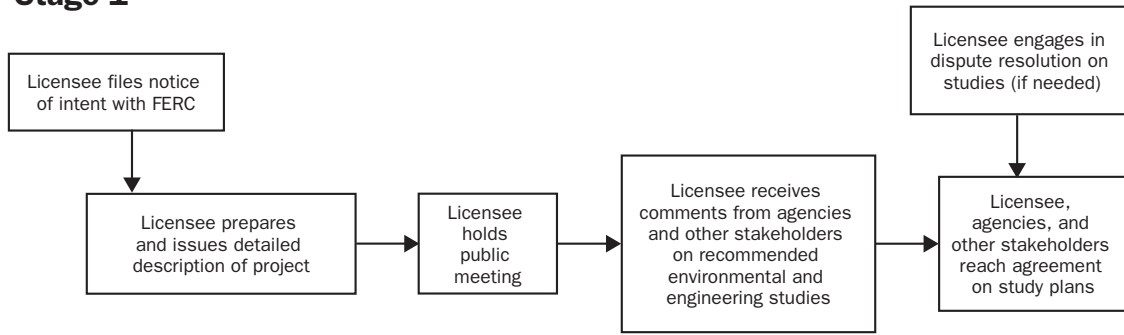 Stage 1
Licensee files notice
of intent with FERC
Licensee prepares
and issues detailed
description of project
Licensee
holds
public
meeting
Licensee receives
comments from agencies
and other stakeholders
on recommended
environmental and
engineering studies
Licensee engages in
dispute resolution on
studies (if needed)
Licensee,
agencies, and
other stakeholders
reach agreement
on study plans